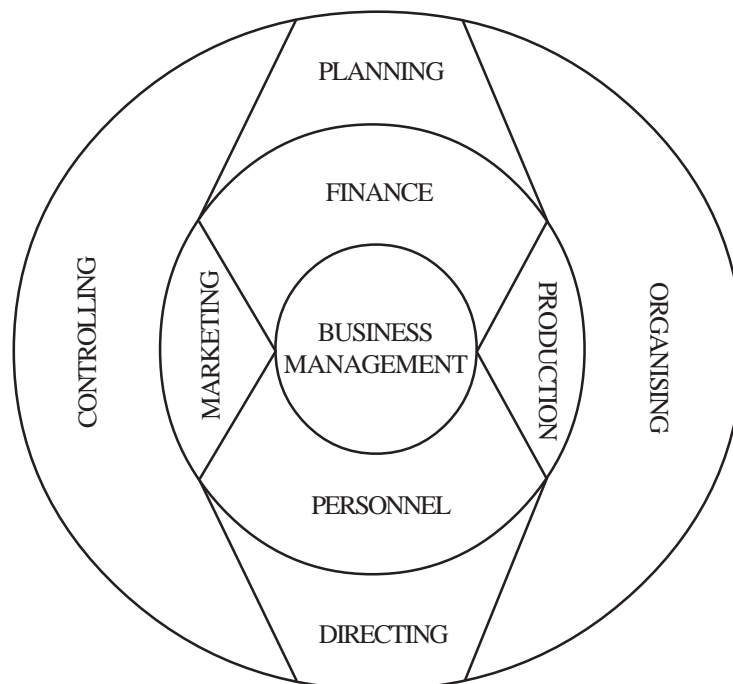 PLANNING
FINANCE
CONTROLLING
MARKETING
BUSINESS
MANAGEMENT
PRODUCTION
ORGANISING
PERSONNEL
DIRECTING